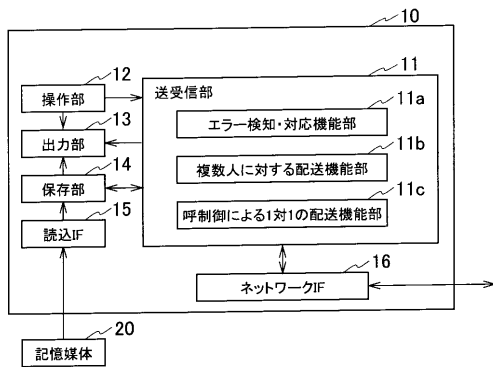 10
12
操作部
13
出力部
14
保存部
15
読込IF
20
記憶媒体
11
送受信部
11a
エラー検知・対応機能部
11b
複数人に対する配送機能部
11c
呼制御による1対1の配送機能部
16
ネットワークIF